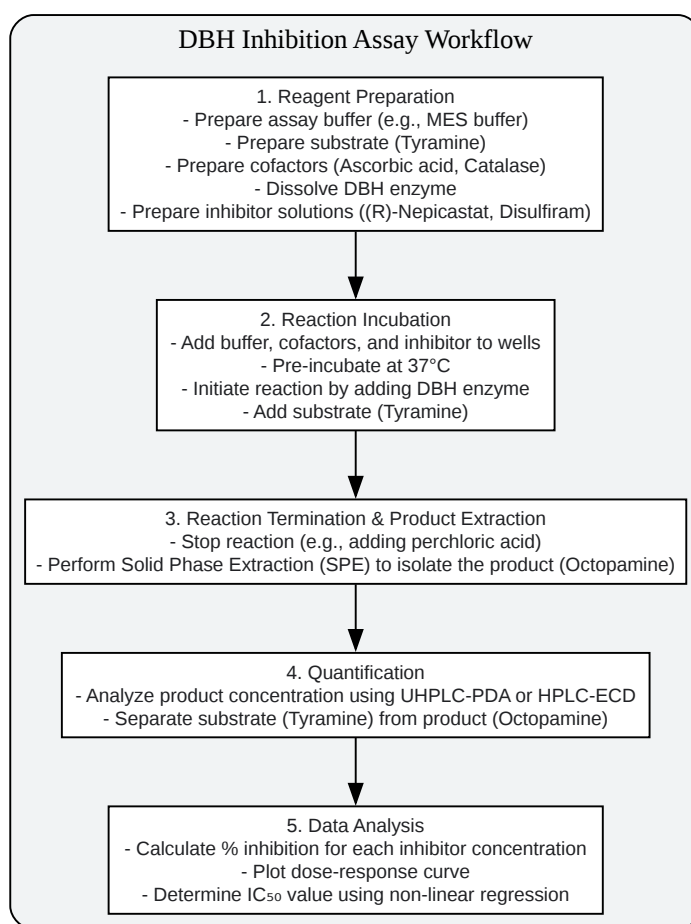 DBH Inhibition Assay Workflow
1. Reagent Preparation
- Prepare assay buffer (e.g., MES buffer)
- Prepare substrate (Tyramine)
- Prepare cofactors (Ascorbic acid, Catalase)
- Dissolve DBH enzyme
- Prepare inhibitor solutions ((R)-Nepicastat, Disulfiram)
2. Reaction Incubation
- Add buffer, cofactors, and inhibitor to wells
- Pre-incubate at 37°C
- Initiate reaction by adding DBH enzyme
- Add substrate (Tyramine)
3. Reaction Termination & Product Extraction
- Stop reaction (e.g., adding perchloric acid)
- Perform Solid Phase Extraction (SPE) to isolate the product (Octopamine)
4. Quantification
- Analyze product concentration using UHPLC-PDA or HPLC-ECD
- Separate substrate (Tyramine) from product (Octopamine)
5. Data Analysis
- Calculate % inhibition for each inhibitor concentration
- Plot dose-response curve
- Determine IC₅₀ value using non-linear regression